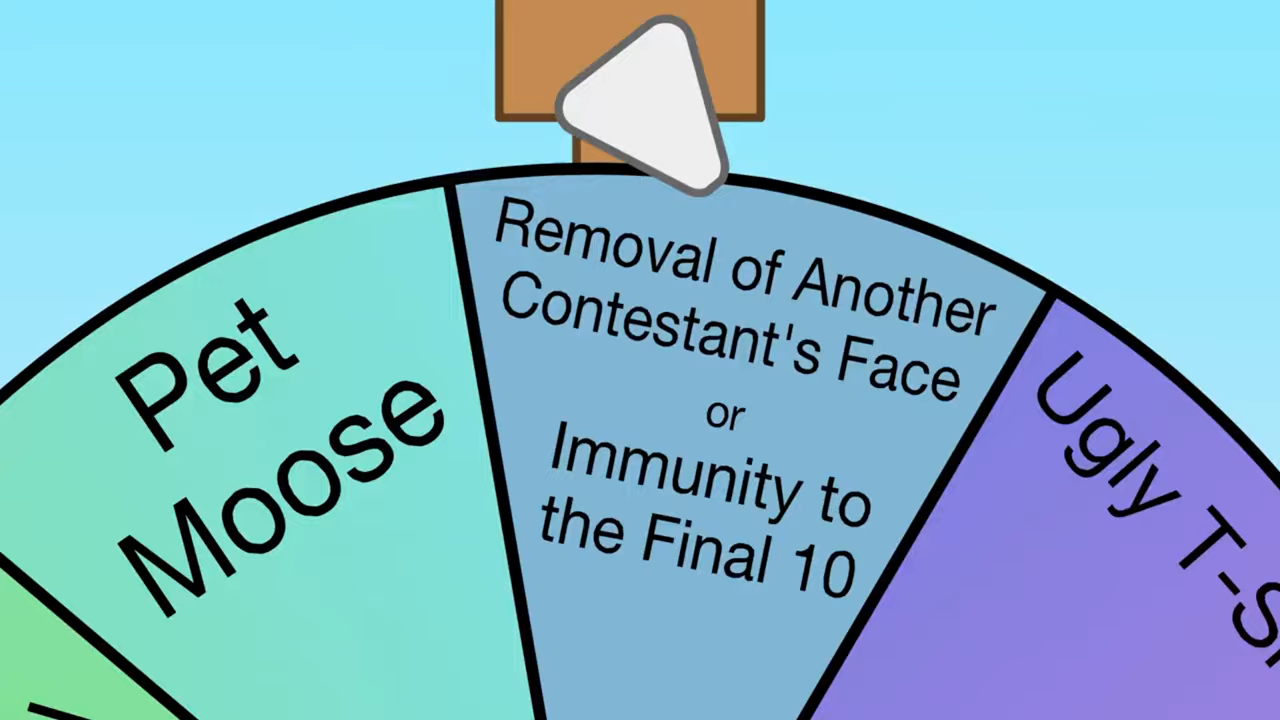 Pet
Moose
Removal of Another
Contestant's Face
or
Immunity to
the Final 10
Ugly